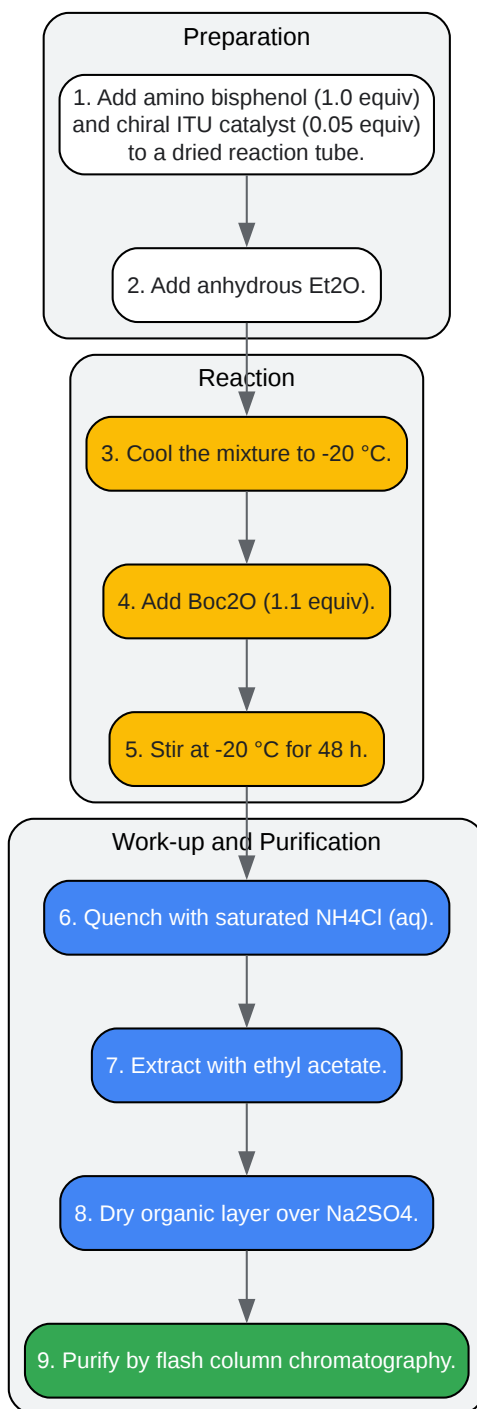 Preparation
1. Add amino bisphenol (1.0 equiv)
and chiral ITU catalyst (0.05 equiv)
to a dried reaction tube.
2. Add anhydrous Et2O.
Reaction
3. Cool the mixture to -20 °C.
4. Add Boc2O (1.1 equiv).
5. Stir at -20 °C for 48 h.
Work-up and Purification
6. Quench with saturated NH4Cl (aq).
7. Extract with ethyl acetate.
8. Dry organic layer over Na2SO4.
9. Purify by flash column chromatography.